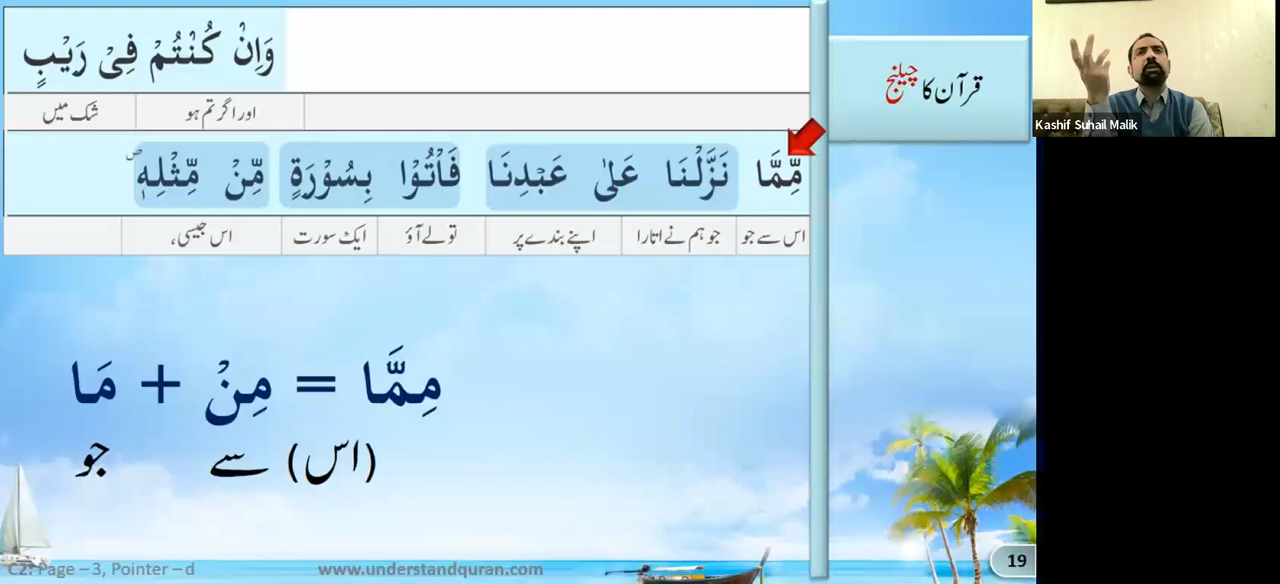 وَاِنْ كُنْتُمْ فِىْ رَيْبٍ
اور اگر تم ہو شک میں
مِّمَّا نَزَّلْنَا عَلٰى عَبْدِنَا فَاْتُوْا بِسُوْرَةٍ مِّنْ مِّثْلِهٖ ۖ
اس سے جو جو ہم نے اتارا اپنے بندے پر تو لے آؤ ایک سورت اس جیسی،
قرآن کا چیلنج
Kashif Suhail Malik
مِمَّا = مِنْ + مَا
(اس) سے جو
C2: Page – 3, Pointer – d
www.understandquran.com
19